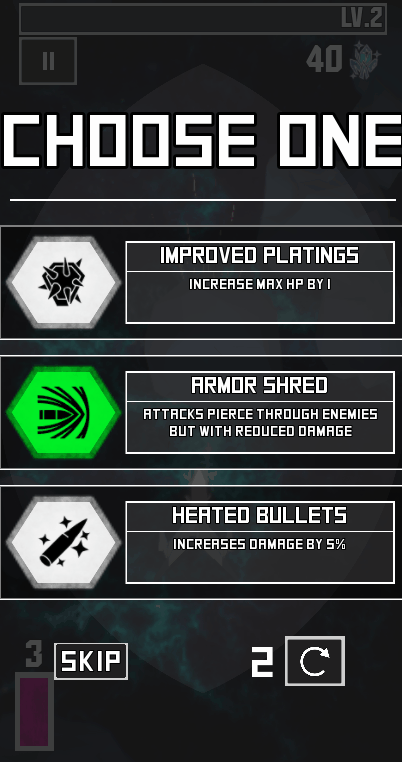 LV.2
40
CHOOSE ONE
IMPROVED PLATINGS
INCREASE MAX HP BY 1
ARMOR SHRED
ATTACKS PIERCE THROUGH ENEMIES
BUT WITH REDUCED DAMAGE
HEATED BULLETS
INCREASES DAMAGE BY 5%
3
SKIP
2